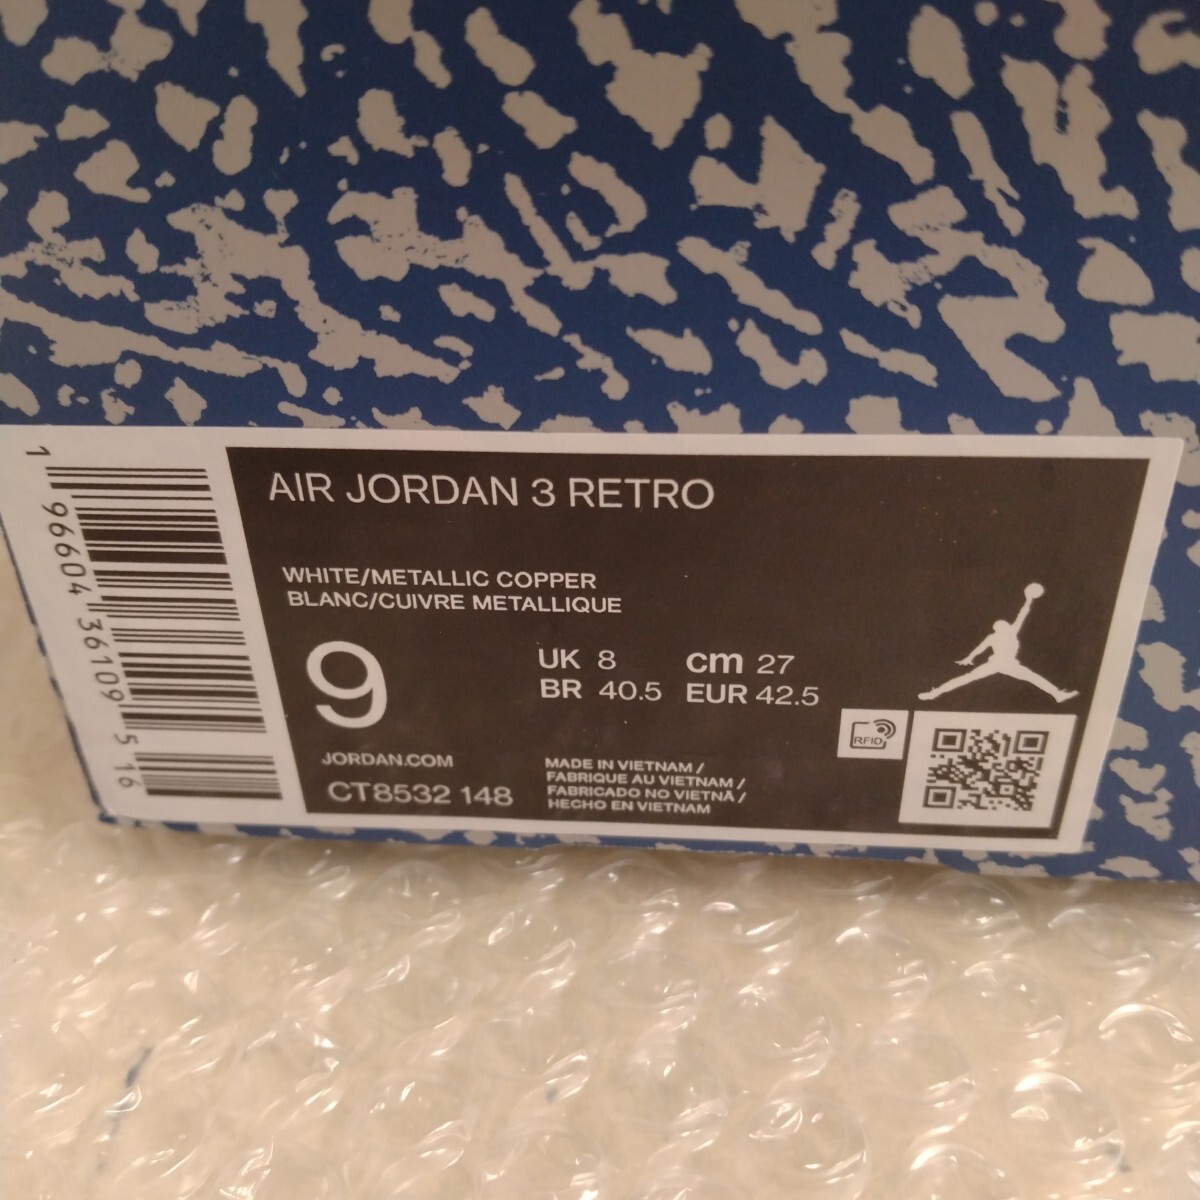 AIR JORDAN 3 RETRO
WHITE/METALLIC COPPER
BLANC/CUIVRE METALLIQUE
9
UK 8 cm 27
BR 40.5 EUR 42.5
RFID
JORDAN.COM
CT8532 148
MADE IN VIETNAM /
FABRIQUE AU VIETNAM /
FABRICADO NO VIETNÃ /
HECHO EN VIETNAM
1 96604 36109 5 16